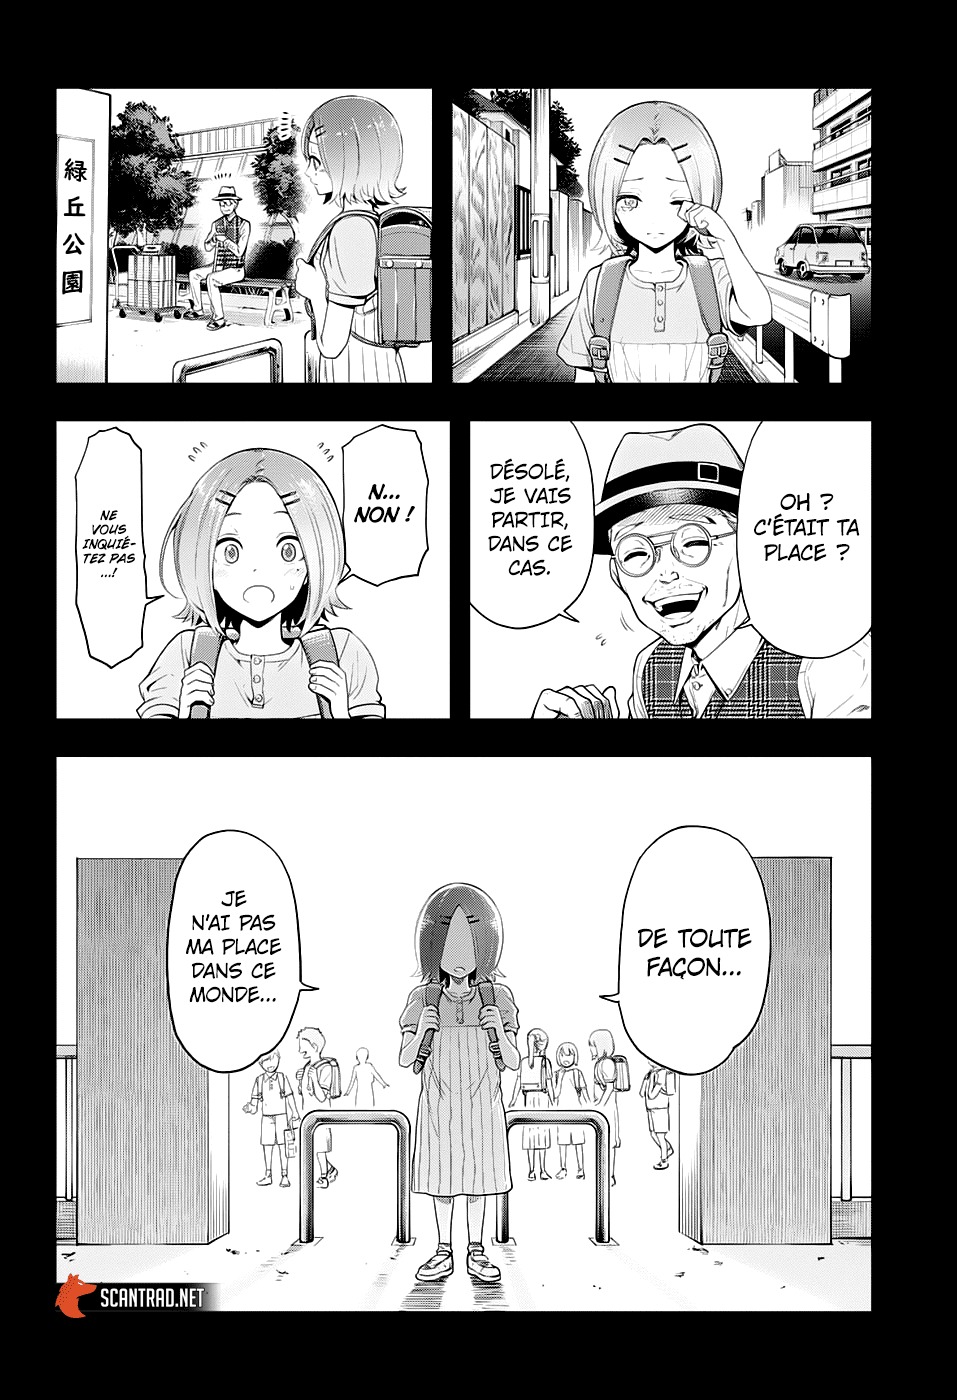 緑丘公園
OH ?
C'ÉTAIT TA
PLACE ?
DÉSOLÉ,
JE VAIS
PARTIR,
DANS CE
CAS.
N...
NON !
NE
VOUS
INQUIÉ-
TEZ PAS
...!
DE TOUTE
FAÇON...
JE
N'AI PAS
MA PLACE
DANS CE
MONDE...
SCANTRAD.NET